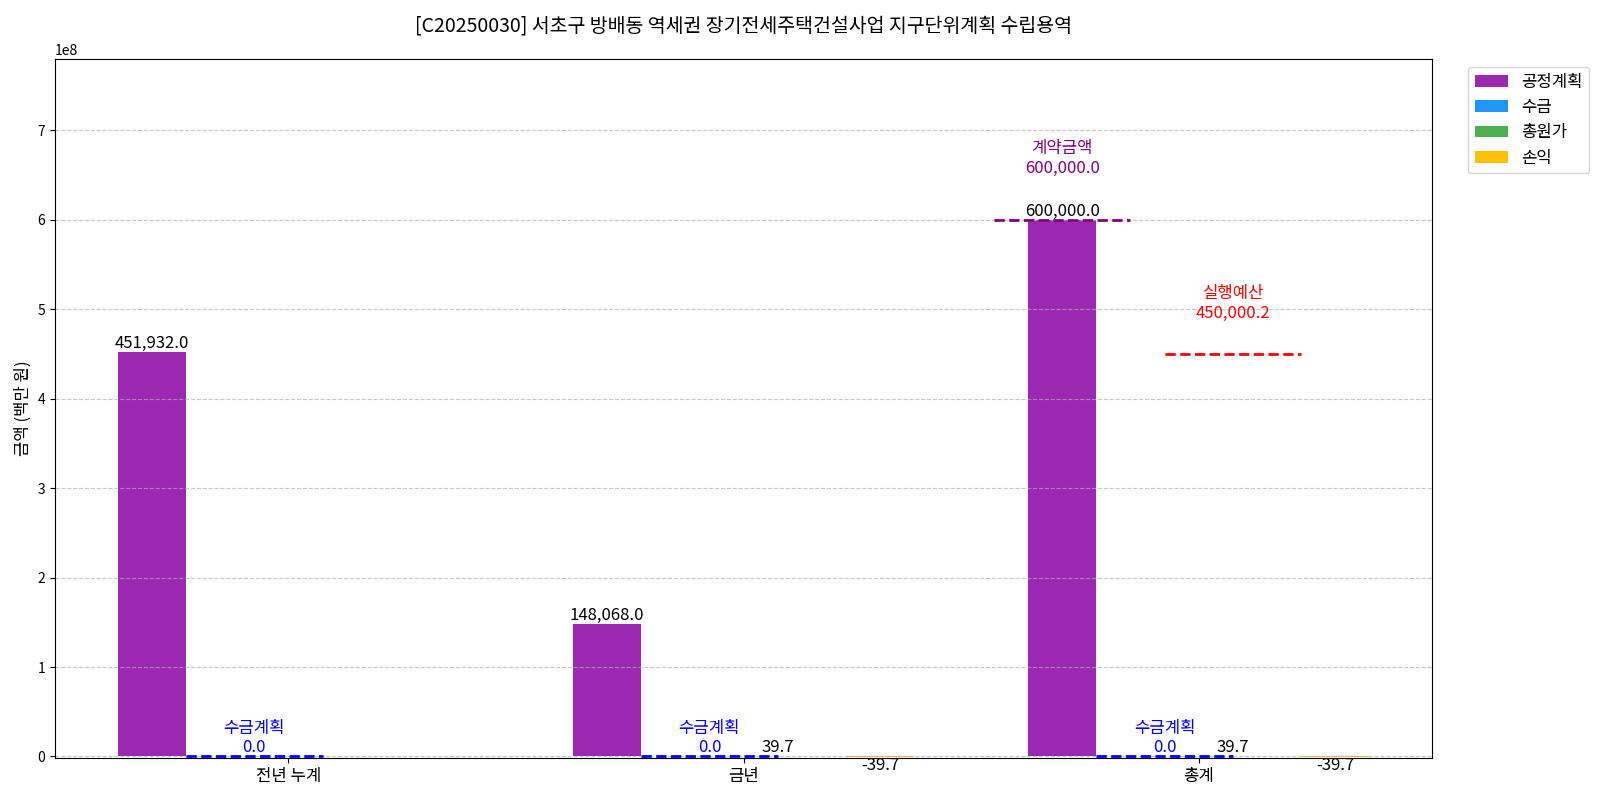 [C20250030] 서초구 방배동 역세권 장기전세주택건설사업 지구단위계획 수립용역
1e8
공정계획
수금
총원가
손익
금액 (백만 원)
7
6
5
4
3
2
1
0
계약금액
600,000.0
600,000.0
실행예산
450,000.2
451,932.0
148,068.0
수금계획
0.0
수금계획
0.0
39.7
-39.7
수금계획
0.0
39.7
-39.7
전년 누계
금년
총계